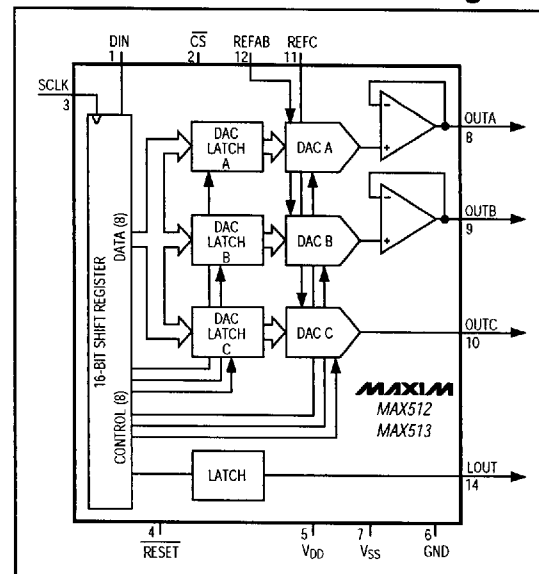 DIN
1
CS
2
REFAB
12
REFC
11
SCLK
3
DAC
LATCH
A
DAC A
OUTA
8
DATA (8)
DAC
LATCH
B
DAC B
OUTB
9
16-BIT SHIFT REGISTER
DAC
LATCH
C
DAC C
OUTC
10
CONTROL (8)
MAXIM
MAX512
MAX513
LATCH
LOUT
14
4
RESET
5
VDD
7
VSS
6
GND